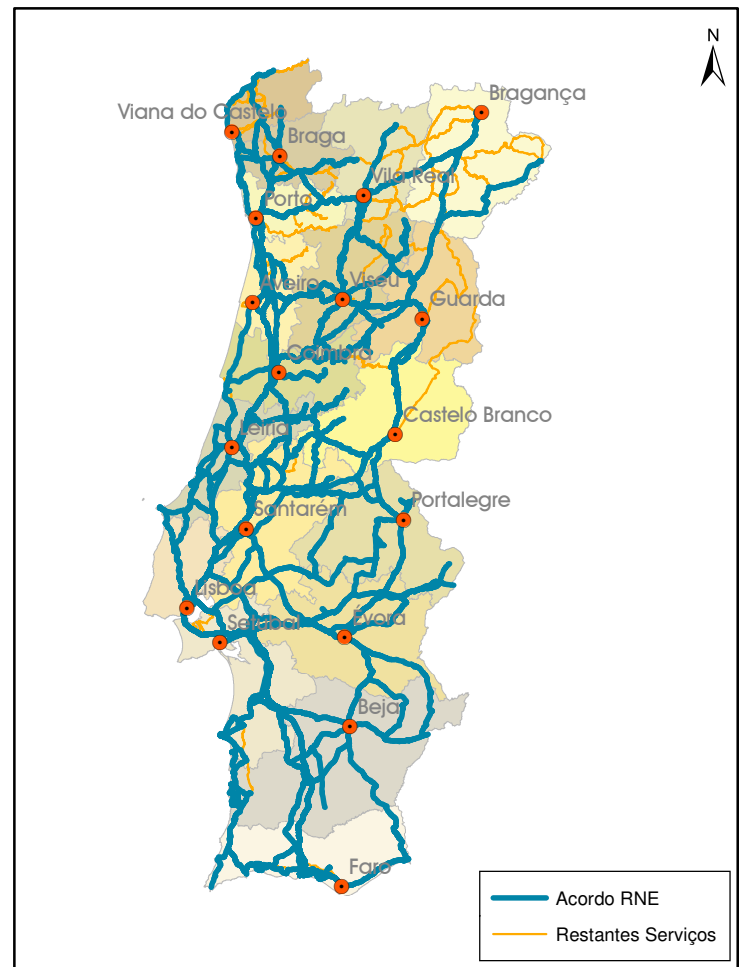 N
Bragança
Viana do Castelo
Braga
Vila Real
Porto
Aveiro
Viseu
Guarda
Coimbra
Castelo Branco
Leiria
Portalegre
Santarém
Lisboa
Setúbal
Évora
Beja
Faro
Acordo RNE
Restantes Serviços